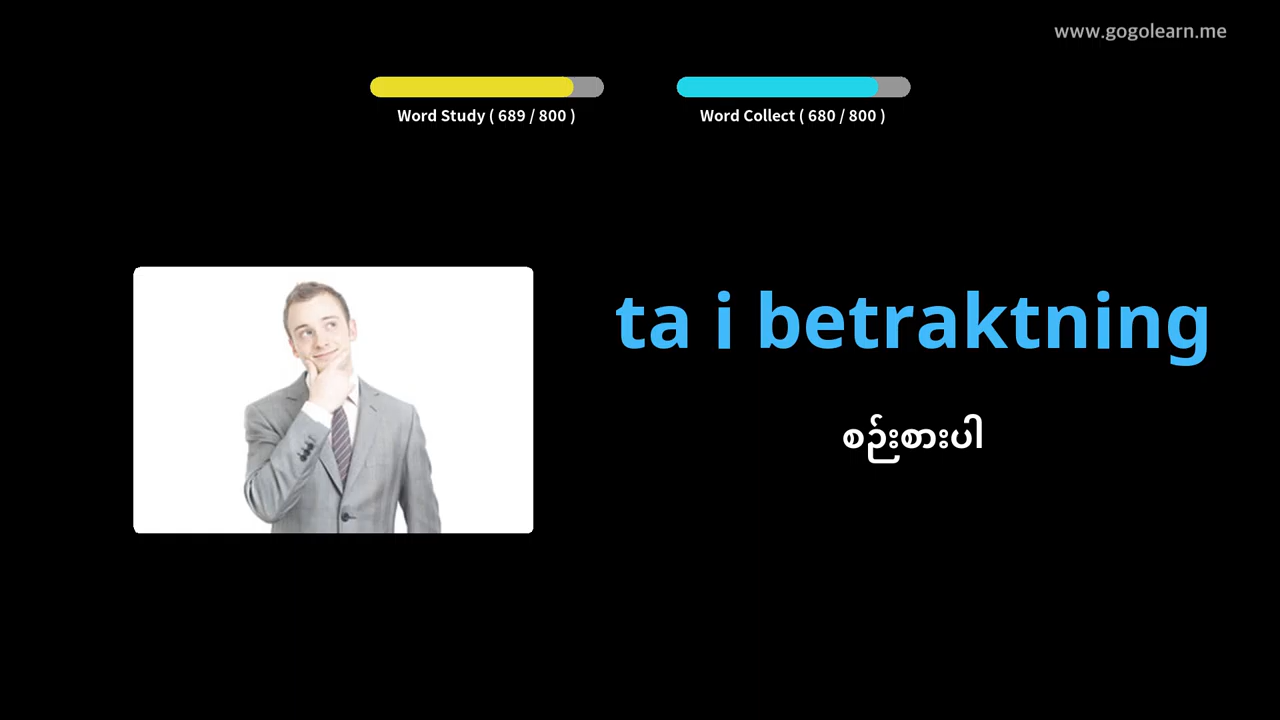 www.gogolearn.me
Word Study ( 689 / 800 )
Word Collect ( 680 / 800 )
ta i betraktning
စဉ်းစားပါ